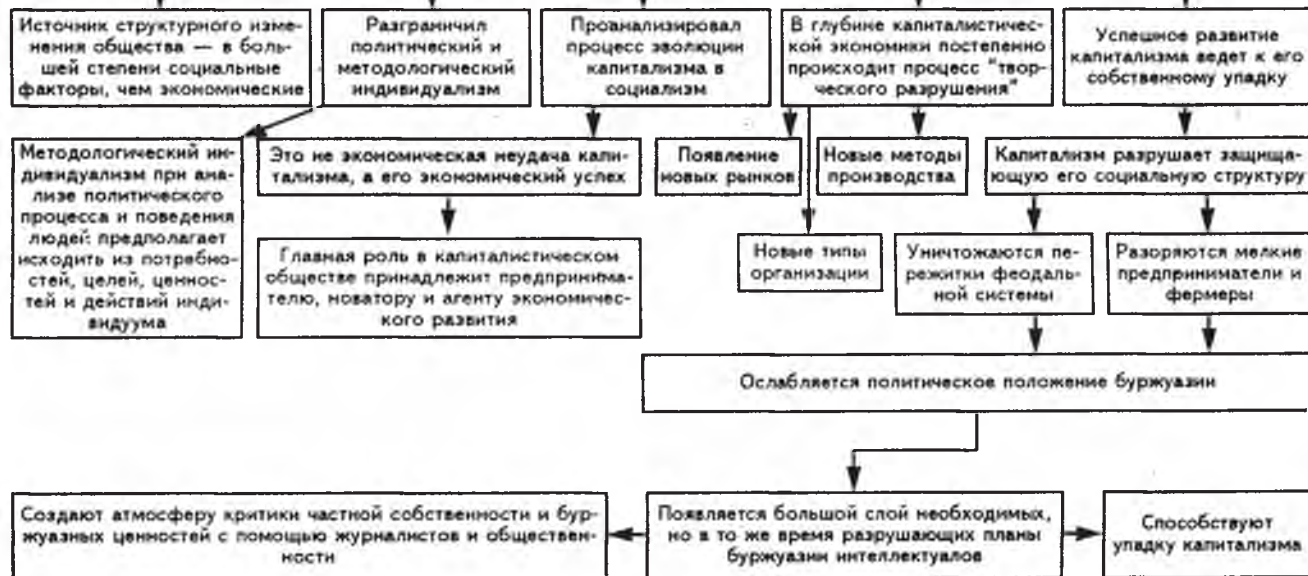 Источник структурного изме-
нения общества — в боль-
шей степени социальные
факторы, чем экономические
Разграничил
политический и
методологический
индивидуализм
Проанализировал
процесс эволюции
капитализма в
социализм
В глубине капиталистичес-
кой экономики постепенно
происходит процесс "твор-
ческого разрушения"
Успешное развитие
капитализма ведет к его
собственному упадку
Методологический ин-
дивидуализм при ана-
лизе политического
процесса и поведения
людей предполагает
исходить из потребно-
стей, целей, ценнос-
тей и действий инди-
видуума
Это не экономическая неудача капи-
тализма, а его экономический успех
Появление
новых рынков
Новые методы
производства
Капитализм разрушает защища-
ющую его социальную структуру
Главная роль в капиталистическом
обществе принадлежит предпринима-
телю, новатору и агенту экономичес-
кого развития
Новые типы
организации
Уничтожаются пе-
режитки феодаль-
ной системы
Разоряются мелкие
предприниматели и
фермеры
Ослабляется политическое положение буржуазии
Создают атмосферу критики частной собственности и бур-
жуазных ценностей с помощью журналистов и обществен-
ности
Появляется большой слой необходимых,
но в то же время разрушающих планы
буржуазии интеллектуалов
Способствуют
упадку капитализма